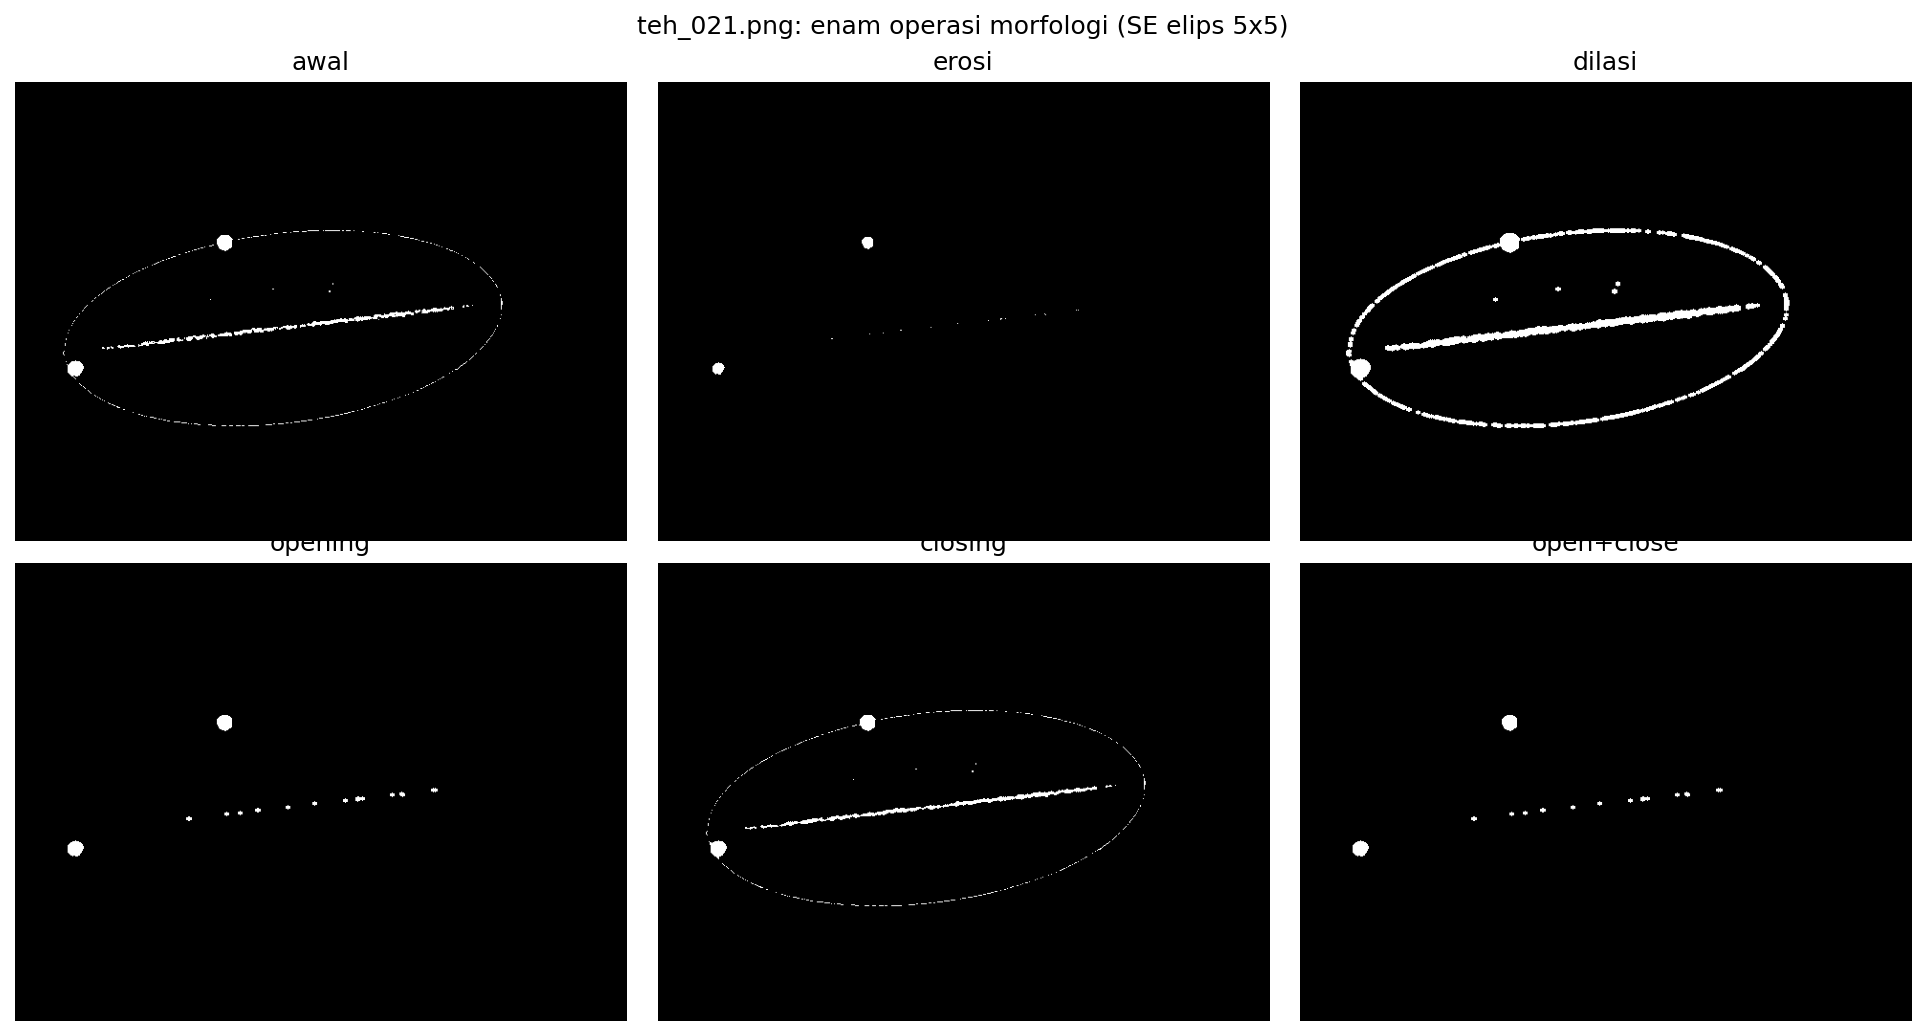 teh_021.png: enam operasi morfologi (SE elips 5x5)
awal
erosi
dilasi
opening
closing
open+close